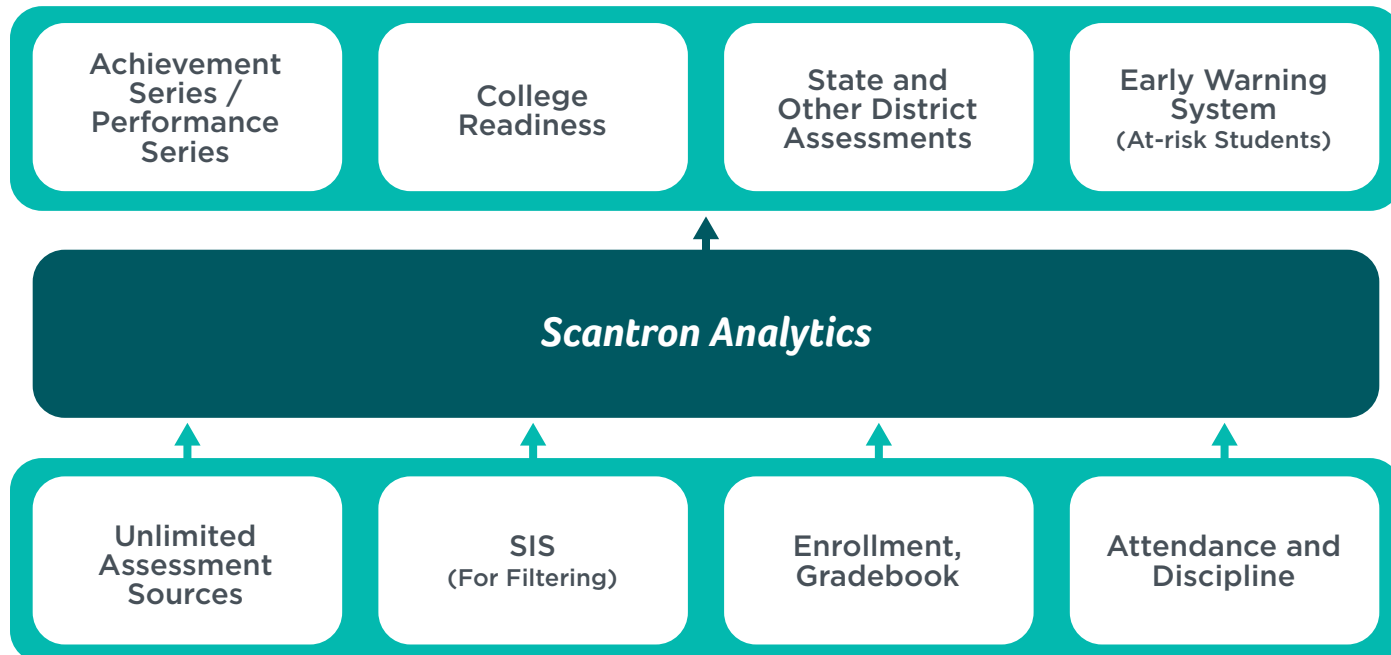 Achievement
Series /
Performance
Series
College
Readiness
State and
Other District
Assessments
Early Warning
System
(At-risk Students)
Scantron Analytics
Unlimited
Assessment
Sources
SIS
(For Filtering)
Enrollment,
Gradebook
Attendance and
Discipline